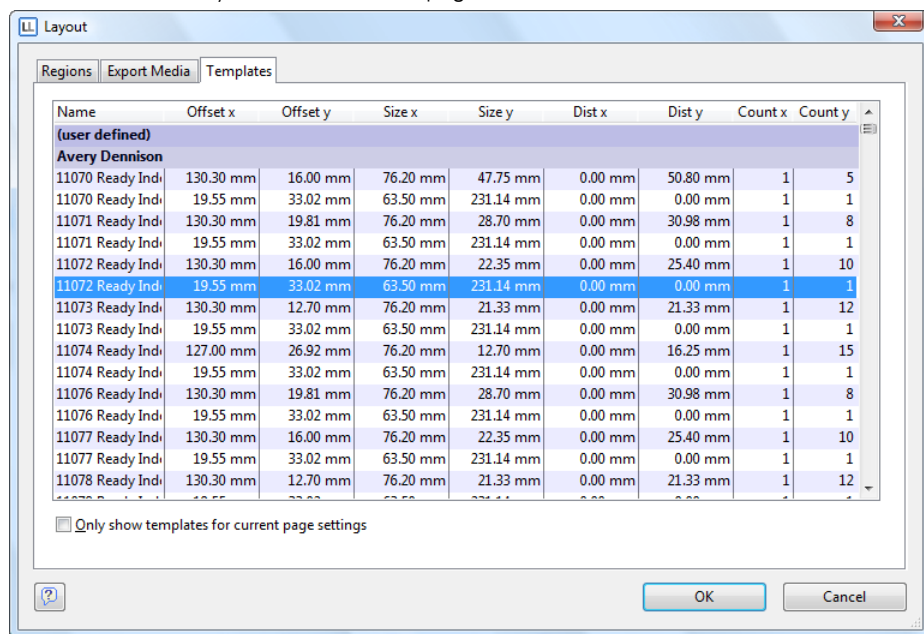 Layout
Regions Export Media Templates
Name Offset x Offset y Size x Size y Dist x Dist y Count x Count y
(user defined)
Avery Dennison
11070 Ready Ind 130.30 mm 16.00 mm 76.20 mm 47.75 mm 0.00 mm 50.80 mm 1 5
11070 Ready Ind 19.55 mm 33.02 mm 63.50 mm 231.14 mm 0.00 mm 0.00 mm 1 1
11071 Ready Ind 130.30 mm 19.81 mm 76.20 mm 28.70 mm 0.00 mm 30.98 mm 1 8
11071 Ready Ind 19.55 mm 33.02 mm 63.50 mm 231.14 mm 0.00 mm 0.00 mm 1 1
11072 Ready Ind 130.30 mm 16.00 mm 76.20 mm 22.35 mm 0.00 mm 25.40 mm 1 10
11072 Ready Ind 19.55 mm 33.02 mm 63.50 mm 231.14 mm 0.00 mm 0.00 mm 1 1
11073 Ready Ind 130.30 mm 12.70 mm 76.20 mm 21.33 mm 0.00 mm 21.33 mm 1 12
11073 Ready Ind 19.55 mm 33.02 mm 63.50 mm 231.14 mm 0.00 mm 0.00 mm 1 1
11074 Ready Ind 127.00 mm 26.92 mm 76.20 mm 12.70 mm 0.00 mm 16.25 mm 1 15
11074 Ready Ind 19.55 mm 33.02 mm 63.50 mm 231.14 mm 0.00 mm 0.00 mm 1 1
11076 Ready Ind 130.30 mm 19.81 mm 76.20 mm 28.70 mm 0.00 mm 30.98 mm 1 8
11076 Ready Ind 19.55 mm 33.02 mm 63.50 mm 231.14 mm 0.00 mm 0.00 mm 1 1
11077 Ready Ind 130.30 mm 16.00 mm 76.20 mm 22.35 mm 0.00 mm 25.40 mm 1 10
11077 Ready Ind 19.55 mm 33.02 mm 63.50 mm 231.14 mm 0.00 mm 0.00 mm 1 1
11078 Ready Ind 130.30 mm 12.70 mm 76.20 mm 21.33 mm 0.00 mm 21.33 mm 1 12
Only show templates for current page settings
OK Cancel